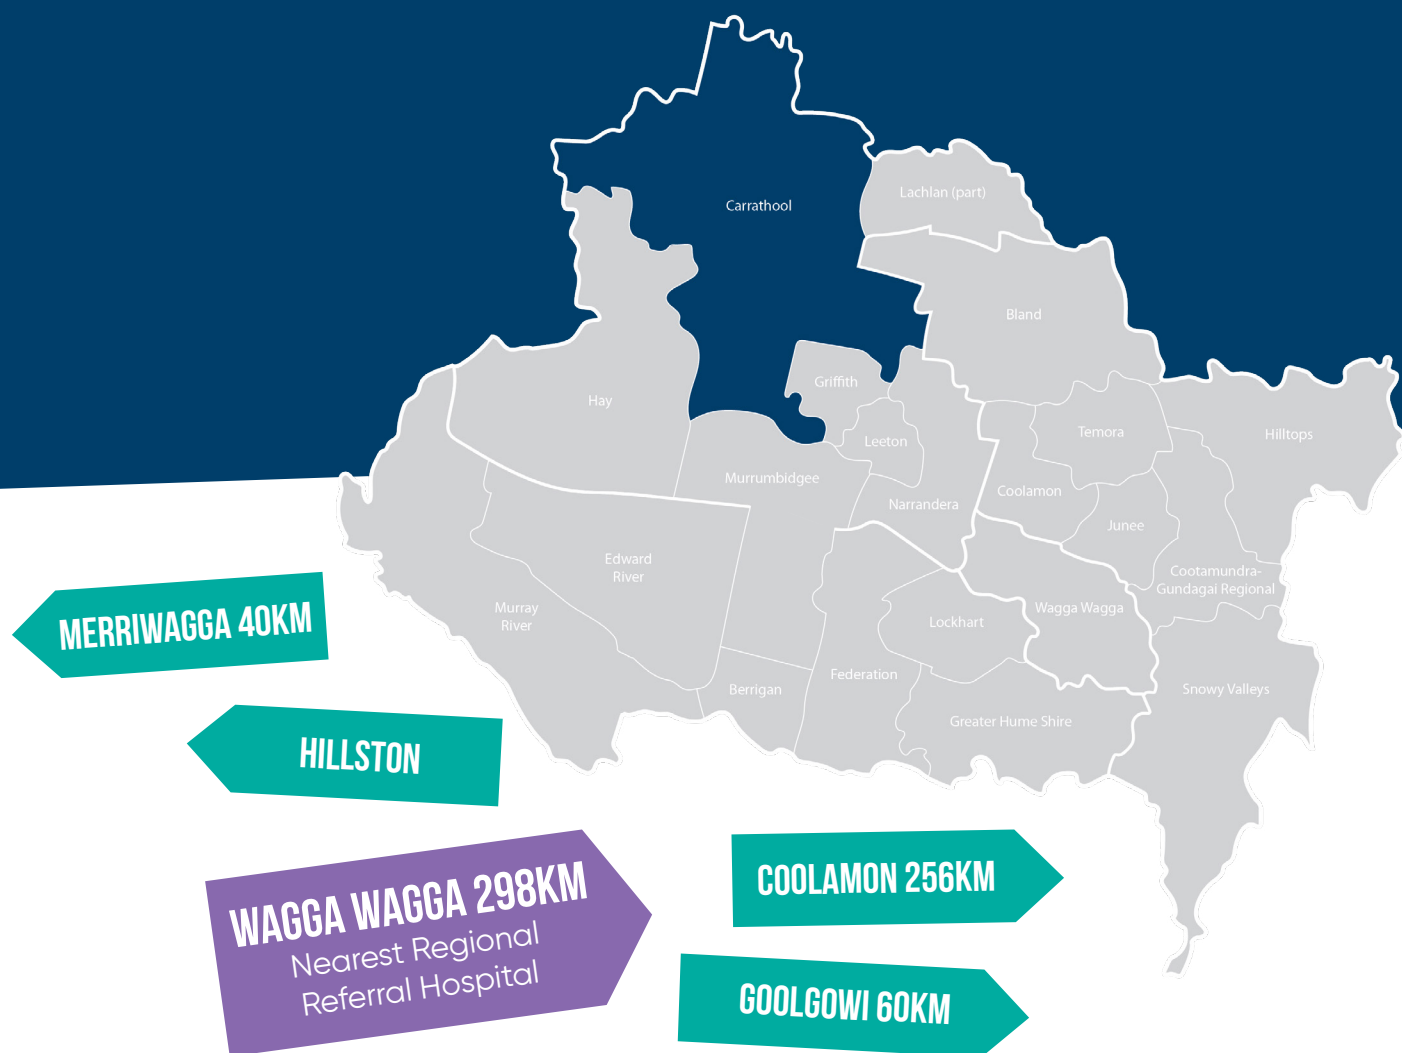 Lachlan (part)
Carrathool
Bland
Griffith
Hay
Leeton
Temora
Hilltops
Murrumbidgee
Coolamon
Narrandera
Junee
Edward
River
Cootamundra-
Gundagai Regional
Murray
River
Wagga Wagga
Lockhart
Federation
Berrigan
Snowy Valleys
Greater Hume Shire
MERRIWAGGA 40KM
HILLSTON
WAGGA WAGGA 298KM
Nearest Regional
Referral Hospital
COOLAMON 256KM
GOOLGOWI 60KM